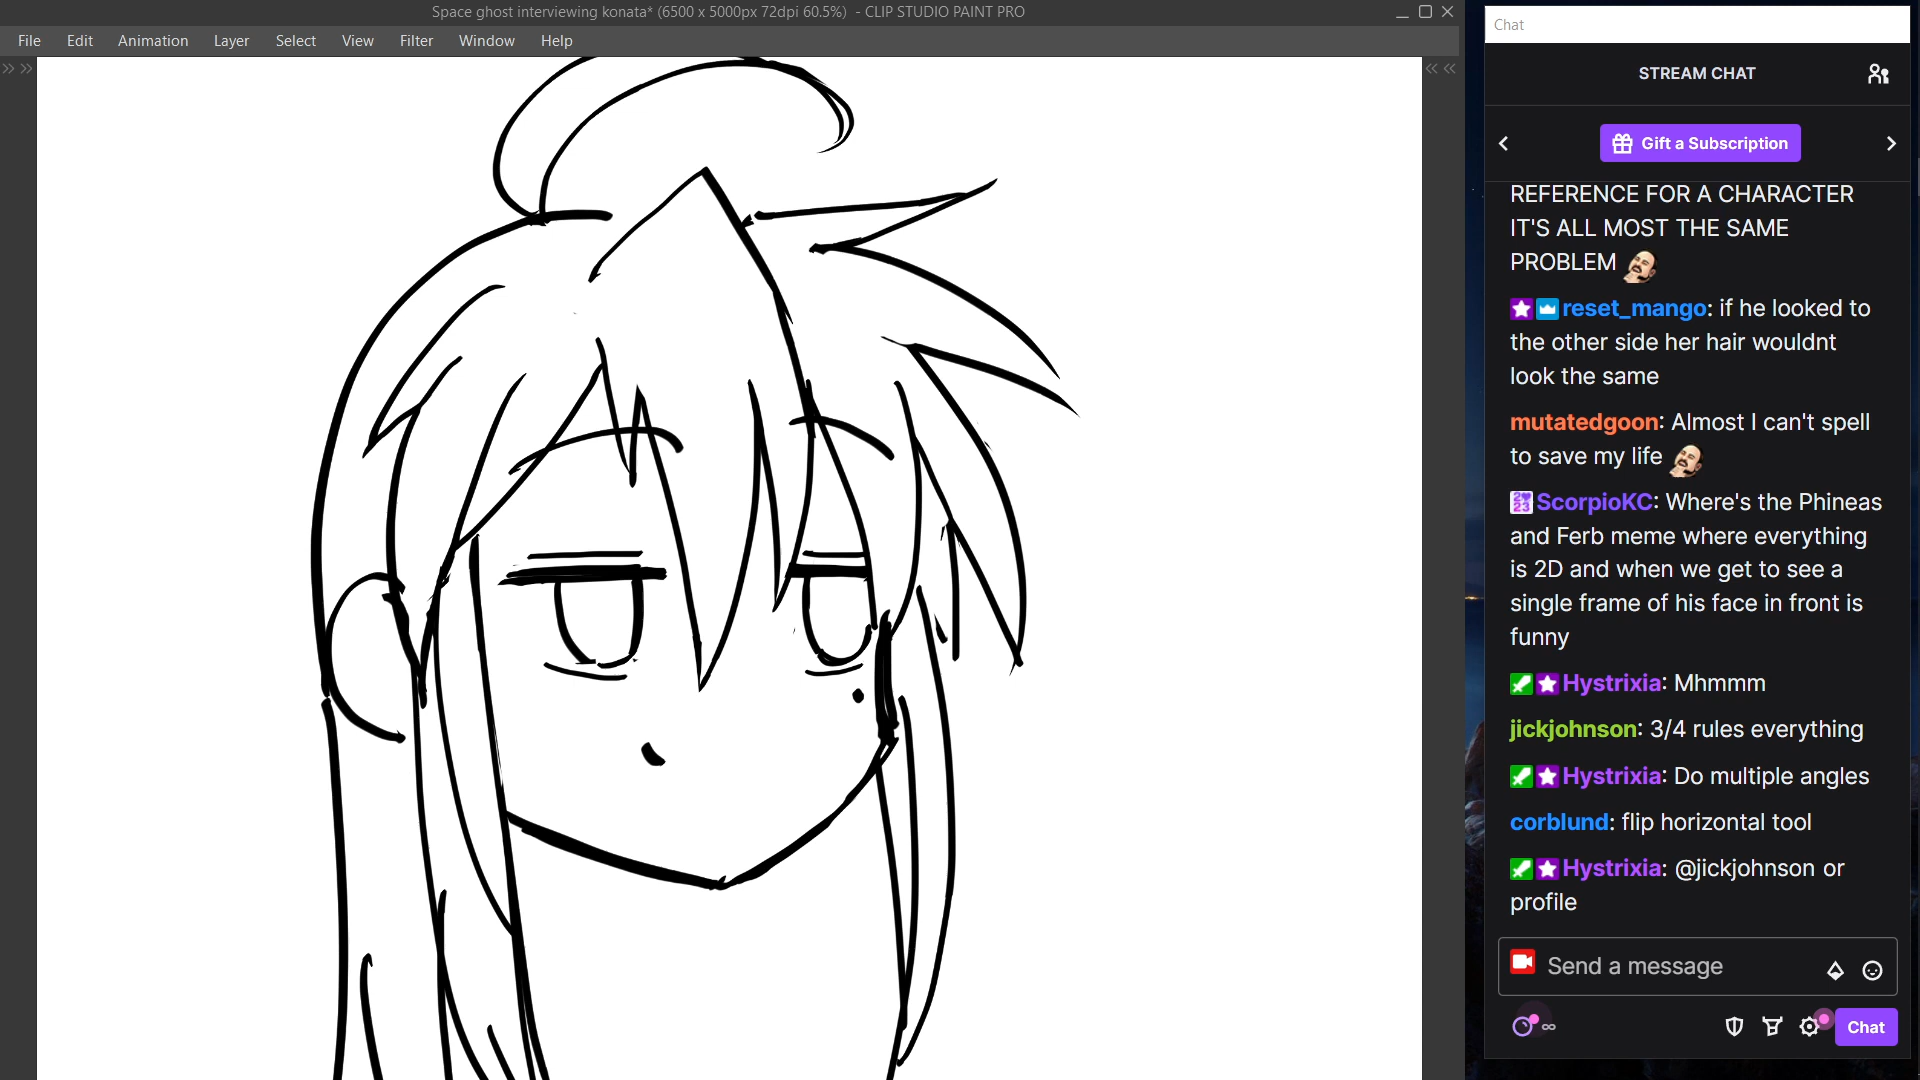 Space ghost interviewing konata* (6500 x 5000px 72dpi 60.5%) - CLIP STUDIO PAINT PRO
File Edit Animation Layer Select View Filter Window Help
Chat
STREAM CHAT
Gift a Subscription
REFERENCE FOR A CHARACTER
IT'S ALL MOST THE SAME
PROBLEM
reset_mango: if he looked to
the other side her hair wouldnt
look the same
mutatedgoon: Almost I can't spell
to save my life
ScorpioKC: Where's the Phineas
and Ferb meme where everything
is 2D and when we get to see a
single frame of his face in front is
funny
Hystrixia: Mhmmm
jickjohnson: 3/4 rules everything
Hystrixia: Do multiple angles
corblund: flip horizontal tool
Hystrixia: @jickjohnson or
profile
Send a message
∞
Chat